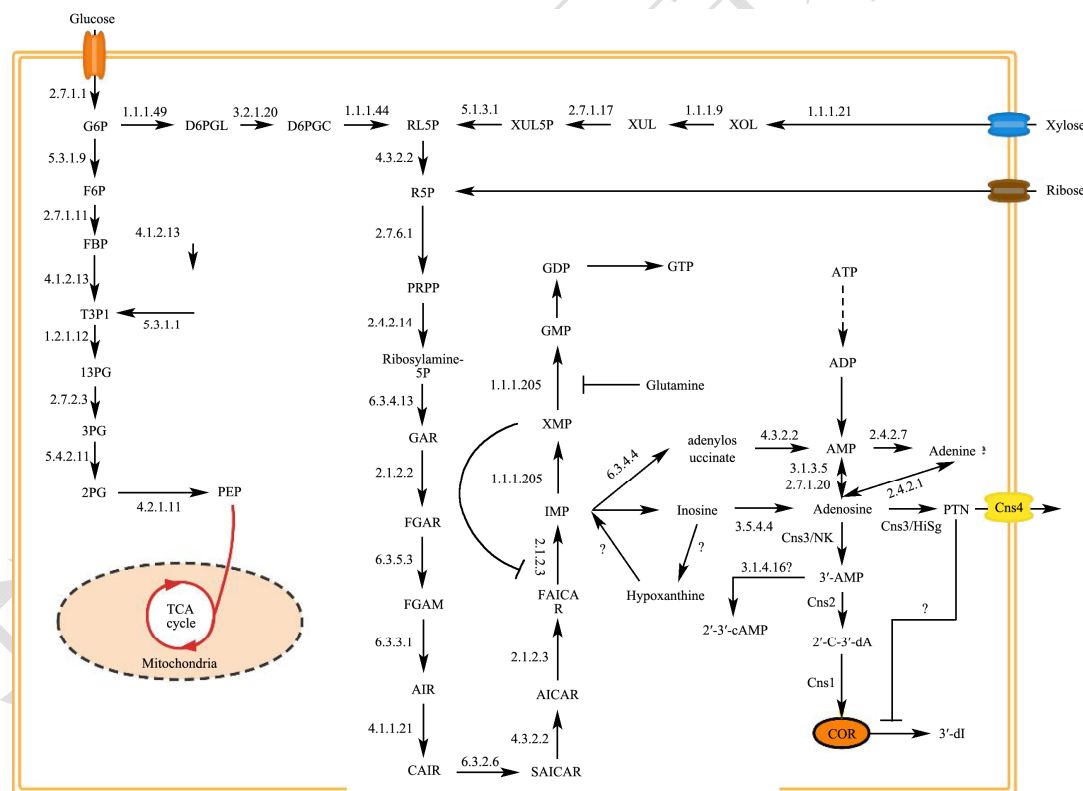 Glucose
2.7.1.1
1.1.1.49
3.2.1.20
1.1.1.44
5.1.3.1
2.7.1.17
1.1.1.9
1.1.1.21
G6P
D6PGL
D6PGC
RL5P
XUL5P
XUL
XOL
Xylose
5.3.1.9
4.3.2.2
F6P
R5P
Ribose
2.7.1.11
4.1.2.13
2.7.6.1
FBP
GDP
GTP
ATP
4.1.2.13
PRPP
T3P1
5.3.1.1
2.4.2.14
GMP
1.2.1.12
Ribosylamine-
5P
ADP
13PG
1.1.1.205
Glutamine
2.7.2.3
6.3.4.13
3PG
GAR
XMP
adenylos
uccinate
4.3.2.2
AMP
2.4.2.7
Adenine ?
5.4.2.11
2.1.2.2
1.1.1.205
6.3.4.4
3.1.3.5
2.7.1.20
2.4.2.1
2PG
4.2.1.11
PEP
FGAR
IMP
Inosine
3.5.4.4
Adenosine
Cns3/HiSg
PTN
Cns4
Cns3/NK
6.3.5.3
2.1.2.3
?
?
3.1.4.16?
3′-AMP
FGAM
FAICA
R
Hypoxanthine
Cns2
?
TCA
cycle
2′-3′-cAMP
2′-C-3′-dA
Mitochondria
6.3.3.1
2.1.2.3
Cns1
AIR
AICAR
4.1.1.21
4.3.2.2
COR
3′-dI
CAIR
6.3.2.6
SAICAR